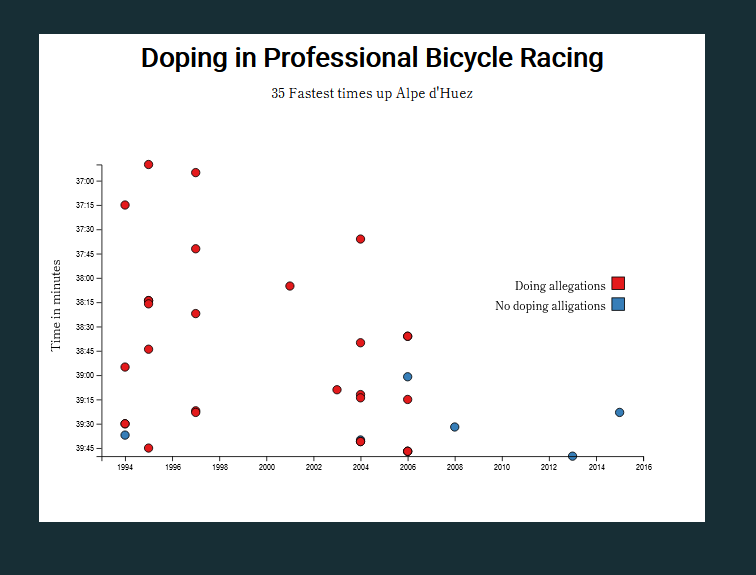 Doping in Professional Bicycle Racing
35 Fastest times up Alpe d'Huez
Time in minutes
37:00
37:15
37:30
37:45
38:00
38:15
38:30
38:45
39:00
39:15
39:30
39:45
Doing allegations
No doping alligations
1994 1996 1998 2000 2002 2004 2006 2008 2010 2012 2014 2016